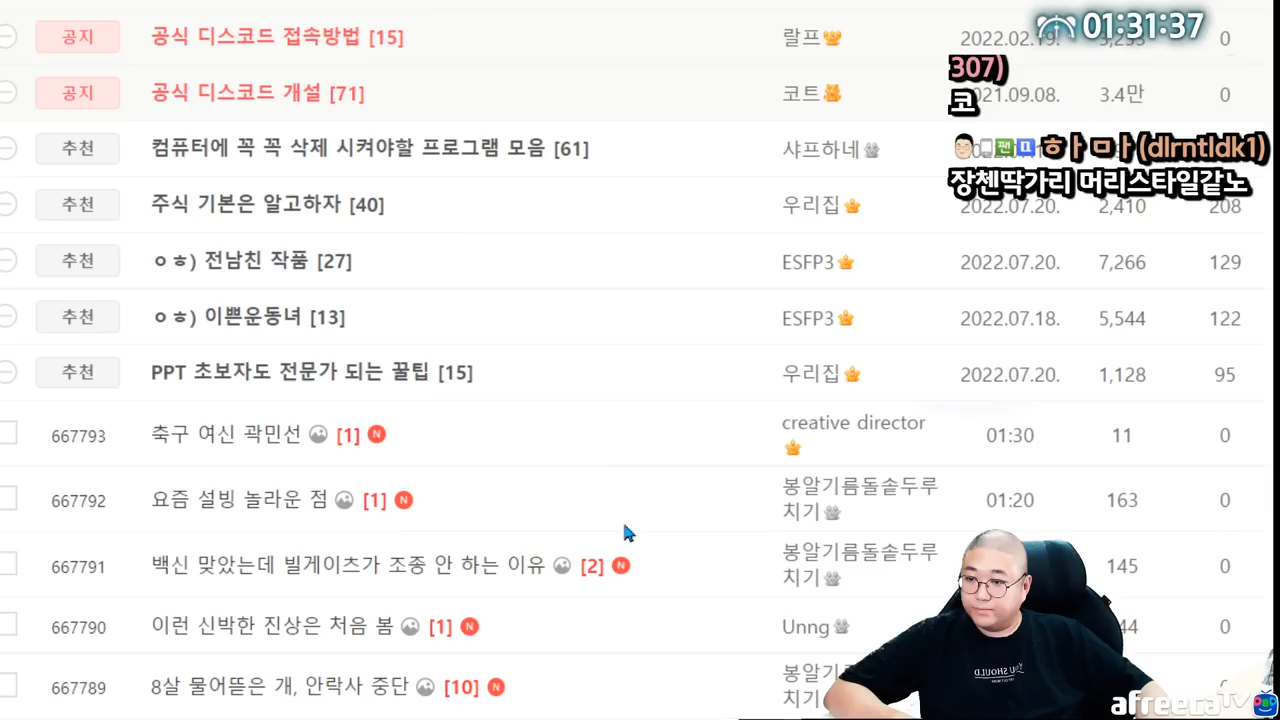 공지 공식 디스코드 접속방법 [15] 랄프 2022.02.19. 3,253 0
01:31:37
307)
코
공지 공식 디스코드 개설 [71] 코트 2021.09.08. 3.4만 0
추천 컴퓨터에 꼭 꼭 삭제 시켜야할 프로그램 모음 [61] 샤프하네
팬 ㅎㅏㅁㅏ(dlrntldk1)
장첸딱가리 머리스타일같노
추천 주식 기본은 알고하자 [40] 우리집 2022.07.20. 2,410 208
추천 ㅇㅎ) 전남친 작품 [27] ESFP3 2022.07.20. 7,266 129
추천 ㅇㅎ) 이쁜운동녀 [13] ESFP3 2022.07.18. 5,544 122
추천 PPT 초보자도 전문가 되는 꿀팁 [15] 우리집 2022.07.20. 1,128 95
667793 축구 여신 곽민선 [1] N creative director 01:30 11 0
667792 요즘 설빙 놀라운 점 [1] N 봉알기름돌솥두루치기 01:20 163 0
667791 백신 맞았는데 빌게이츠가 조종 안 하는 이유 [2] N 봉알기름돌솥두루치기 145 0
667790 이런 신박한 진상은 처음 봄 [1] N Unng 44 0
667789 8살 물어뜯은 개, 안락사 중단 [10] N
YOU SHOULD
afreecaTV